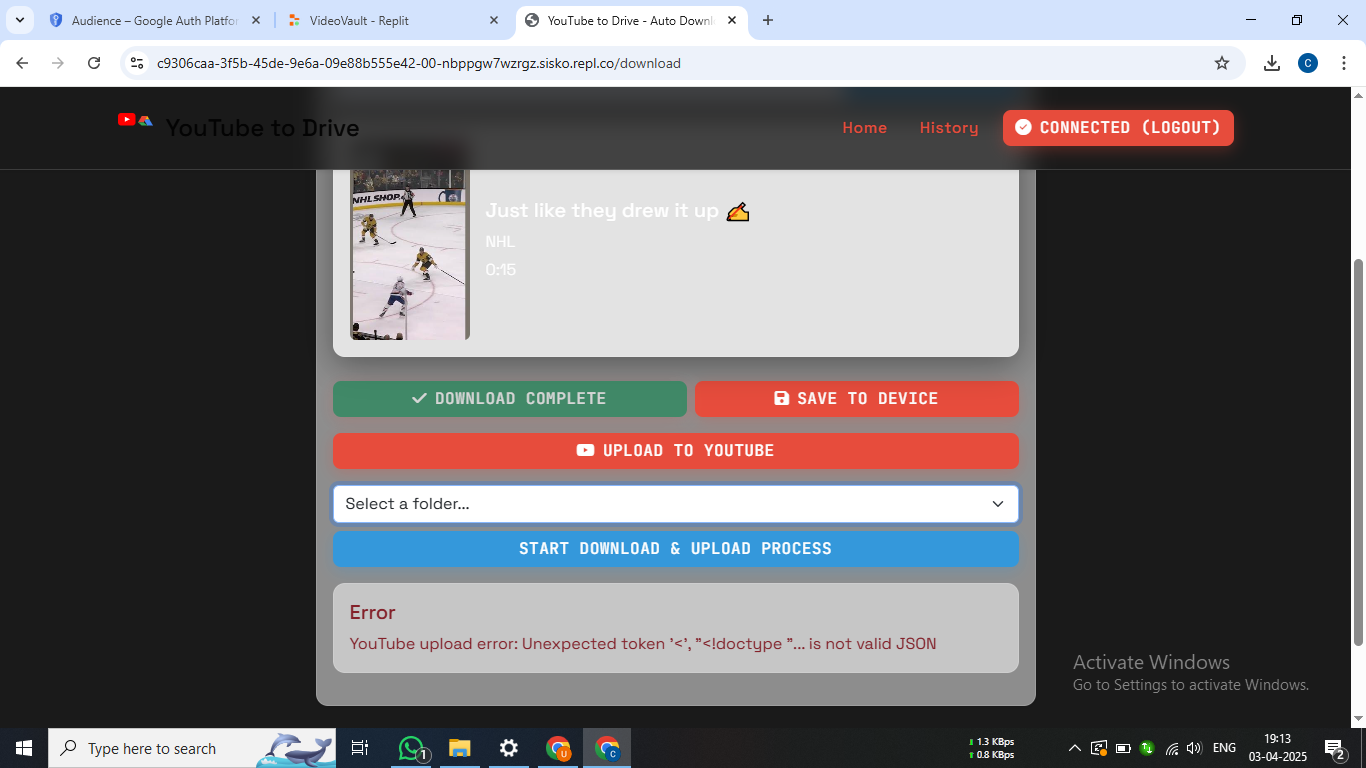 Audience – Google Auth Platfo
VideoVault - Replit
YouTube to Drive - Auto Downl
c9306caa-3f5b-45de-9e6a-09e88b555e42-00-nbppgw7wzrgz.sisko.repl.co/download
C
YouTube to Drive
Home
History
CONNECTED (LOGOUT)
NHLSHOP.
Just like they drew it up ✍
NHL
0:15
DOWNLOAD COMPLETE
SAVE TO DEVICE
UPLOAD TO YOUTUBE
Select a folder...
START DOWNLOAD & UPLOAD PROCESS
Error
YouTube upload error: Unexpected token '<', "<!doctype "... is not valid JSON
Activate Windows
Go to Settings to activate Windows.
Type here to search
1
U
C
1.3 KBps
0.8 KBps
ENG
19:13
03-04-2025
2